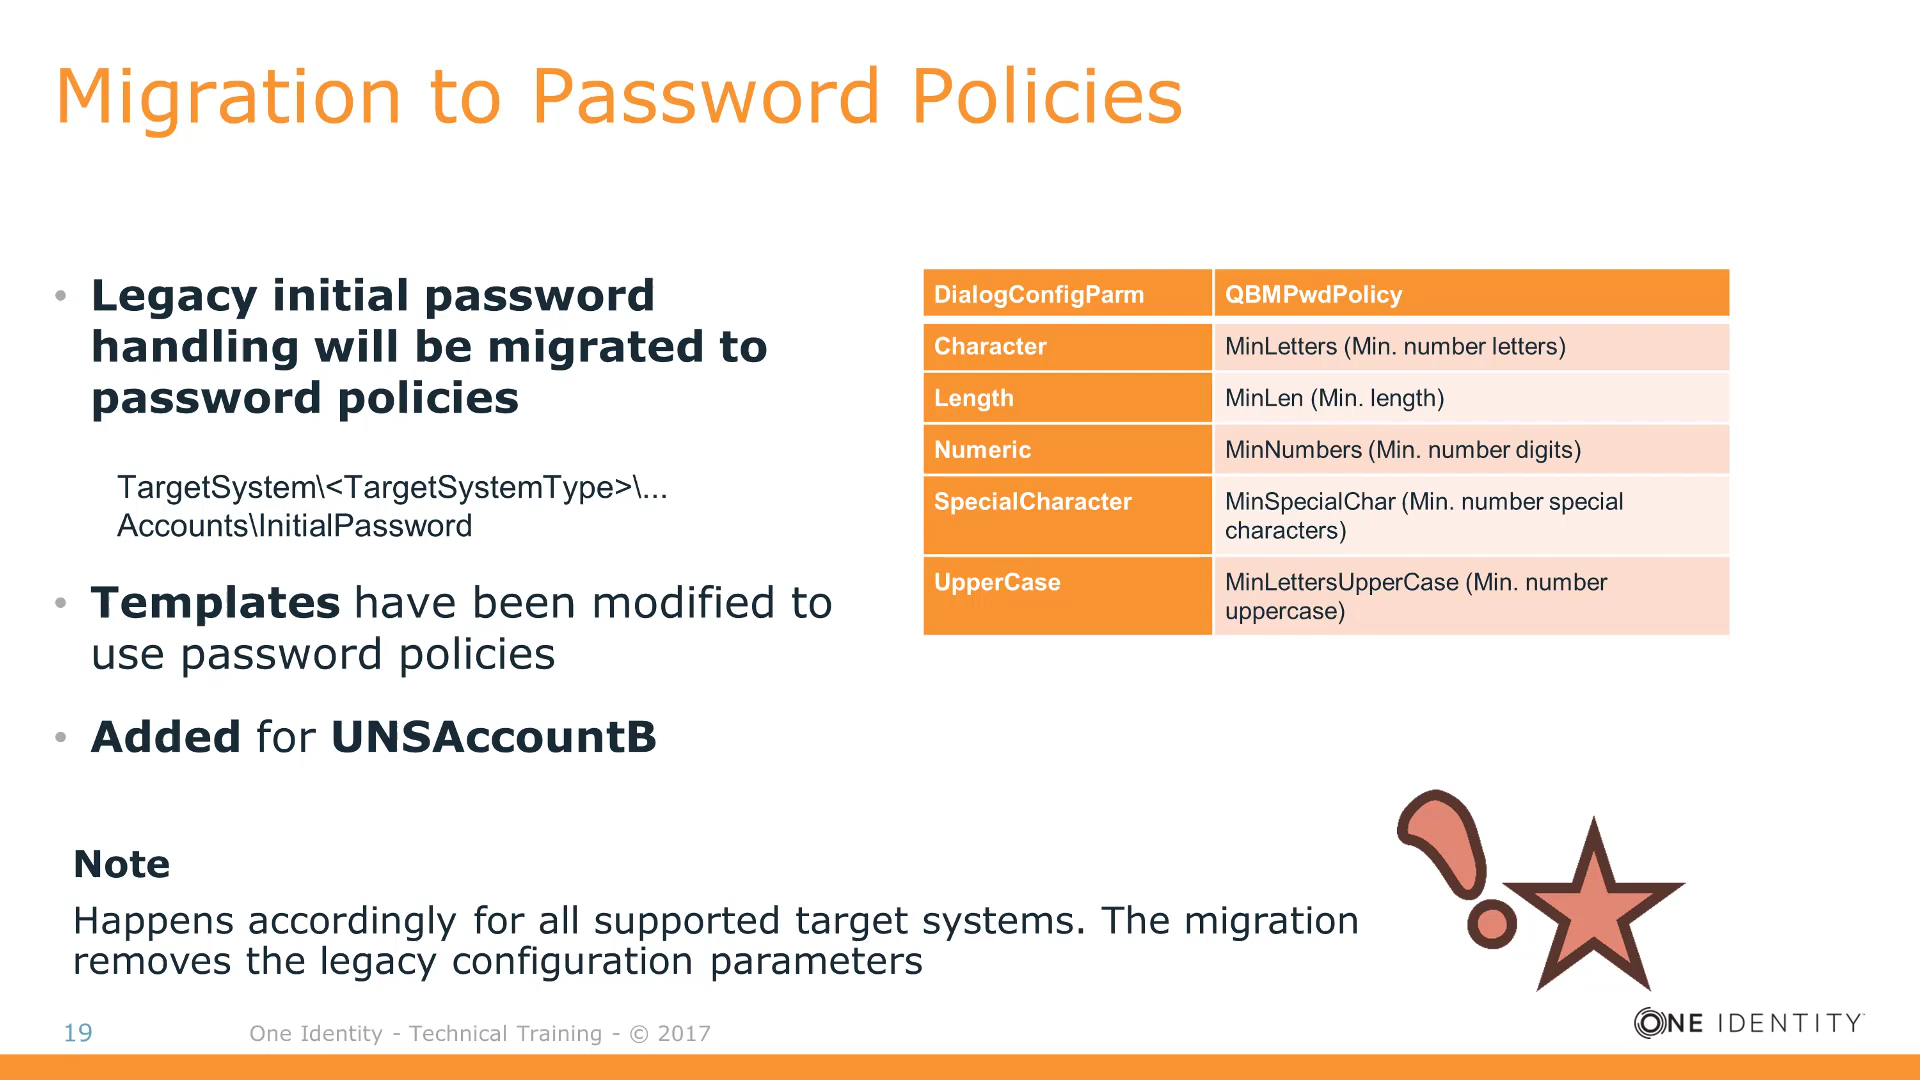 Migration to Password Policies
• Legacy initial password
handling will be migrated to
password policies
TargetSystem\<TargetSystemType>\...
Accounts\InitialPassword
• Templates have been modified to
use password policies
• Added for UNSAccountB
DialogConfigParm QBMPwdPolicy
Character MinLetters (Min. number letters)
Length MinLen (Min. length)
Numeric MinNumbers (Min. number digits)
SpecialCharacter MinSpecialChar (Min. number special
characters)
UpperCase MinLettersUpperCase (Min. number
uppercase)
Note
Happens accordingly for all supported target systems. The migration
removes the legacy configuration parameters
19 One Identity - Technical Training - © 2017
ONE IDENTITY